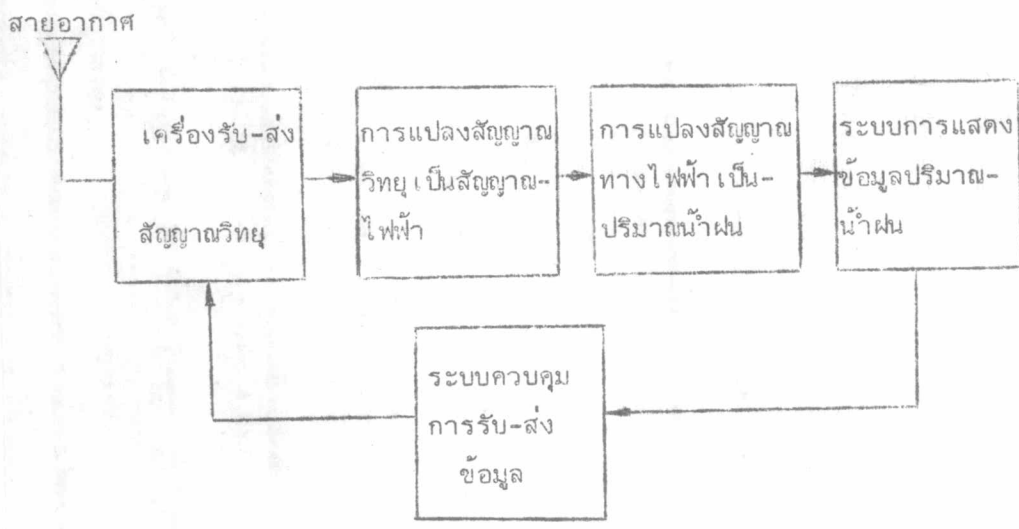 สายอากาศ
เครื่องรับ-ส่ง
สัญญาณวิทยุ
การแปลงสัญญาณ
วิทยุเป็นสัญญาณ-
ไฟฟ้า
การแปลงสัญญาณ
ทางไฟฟ้าเป็น-
ปริมาณน้ำฝน
ระบบการแสดง
ข้อมูลปริมาณ-
น้ำฝน
ระบบควบคุม
การรับ-ส่ง
ข้อมูล